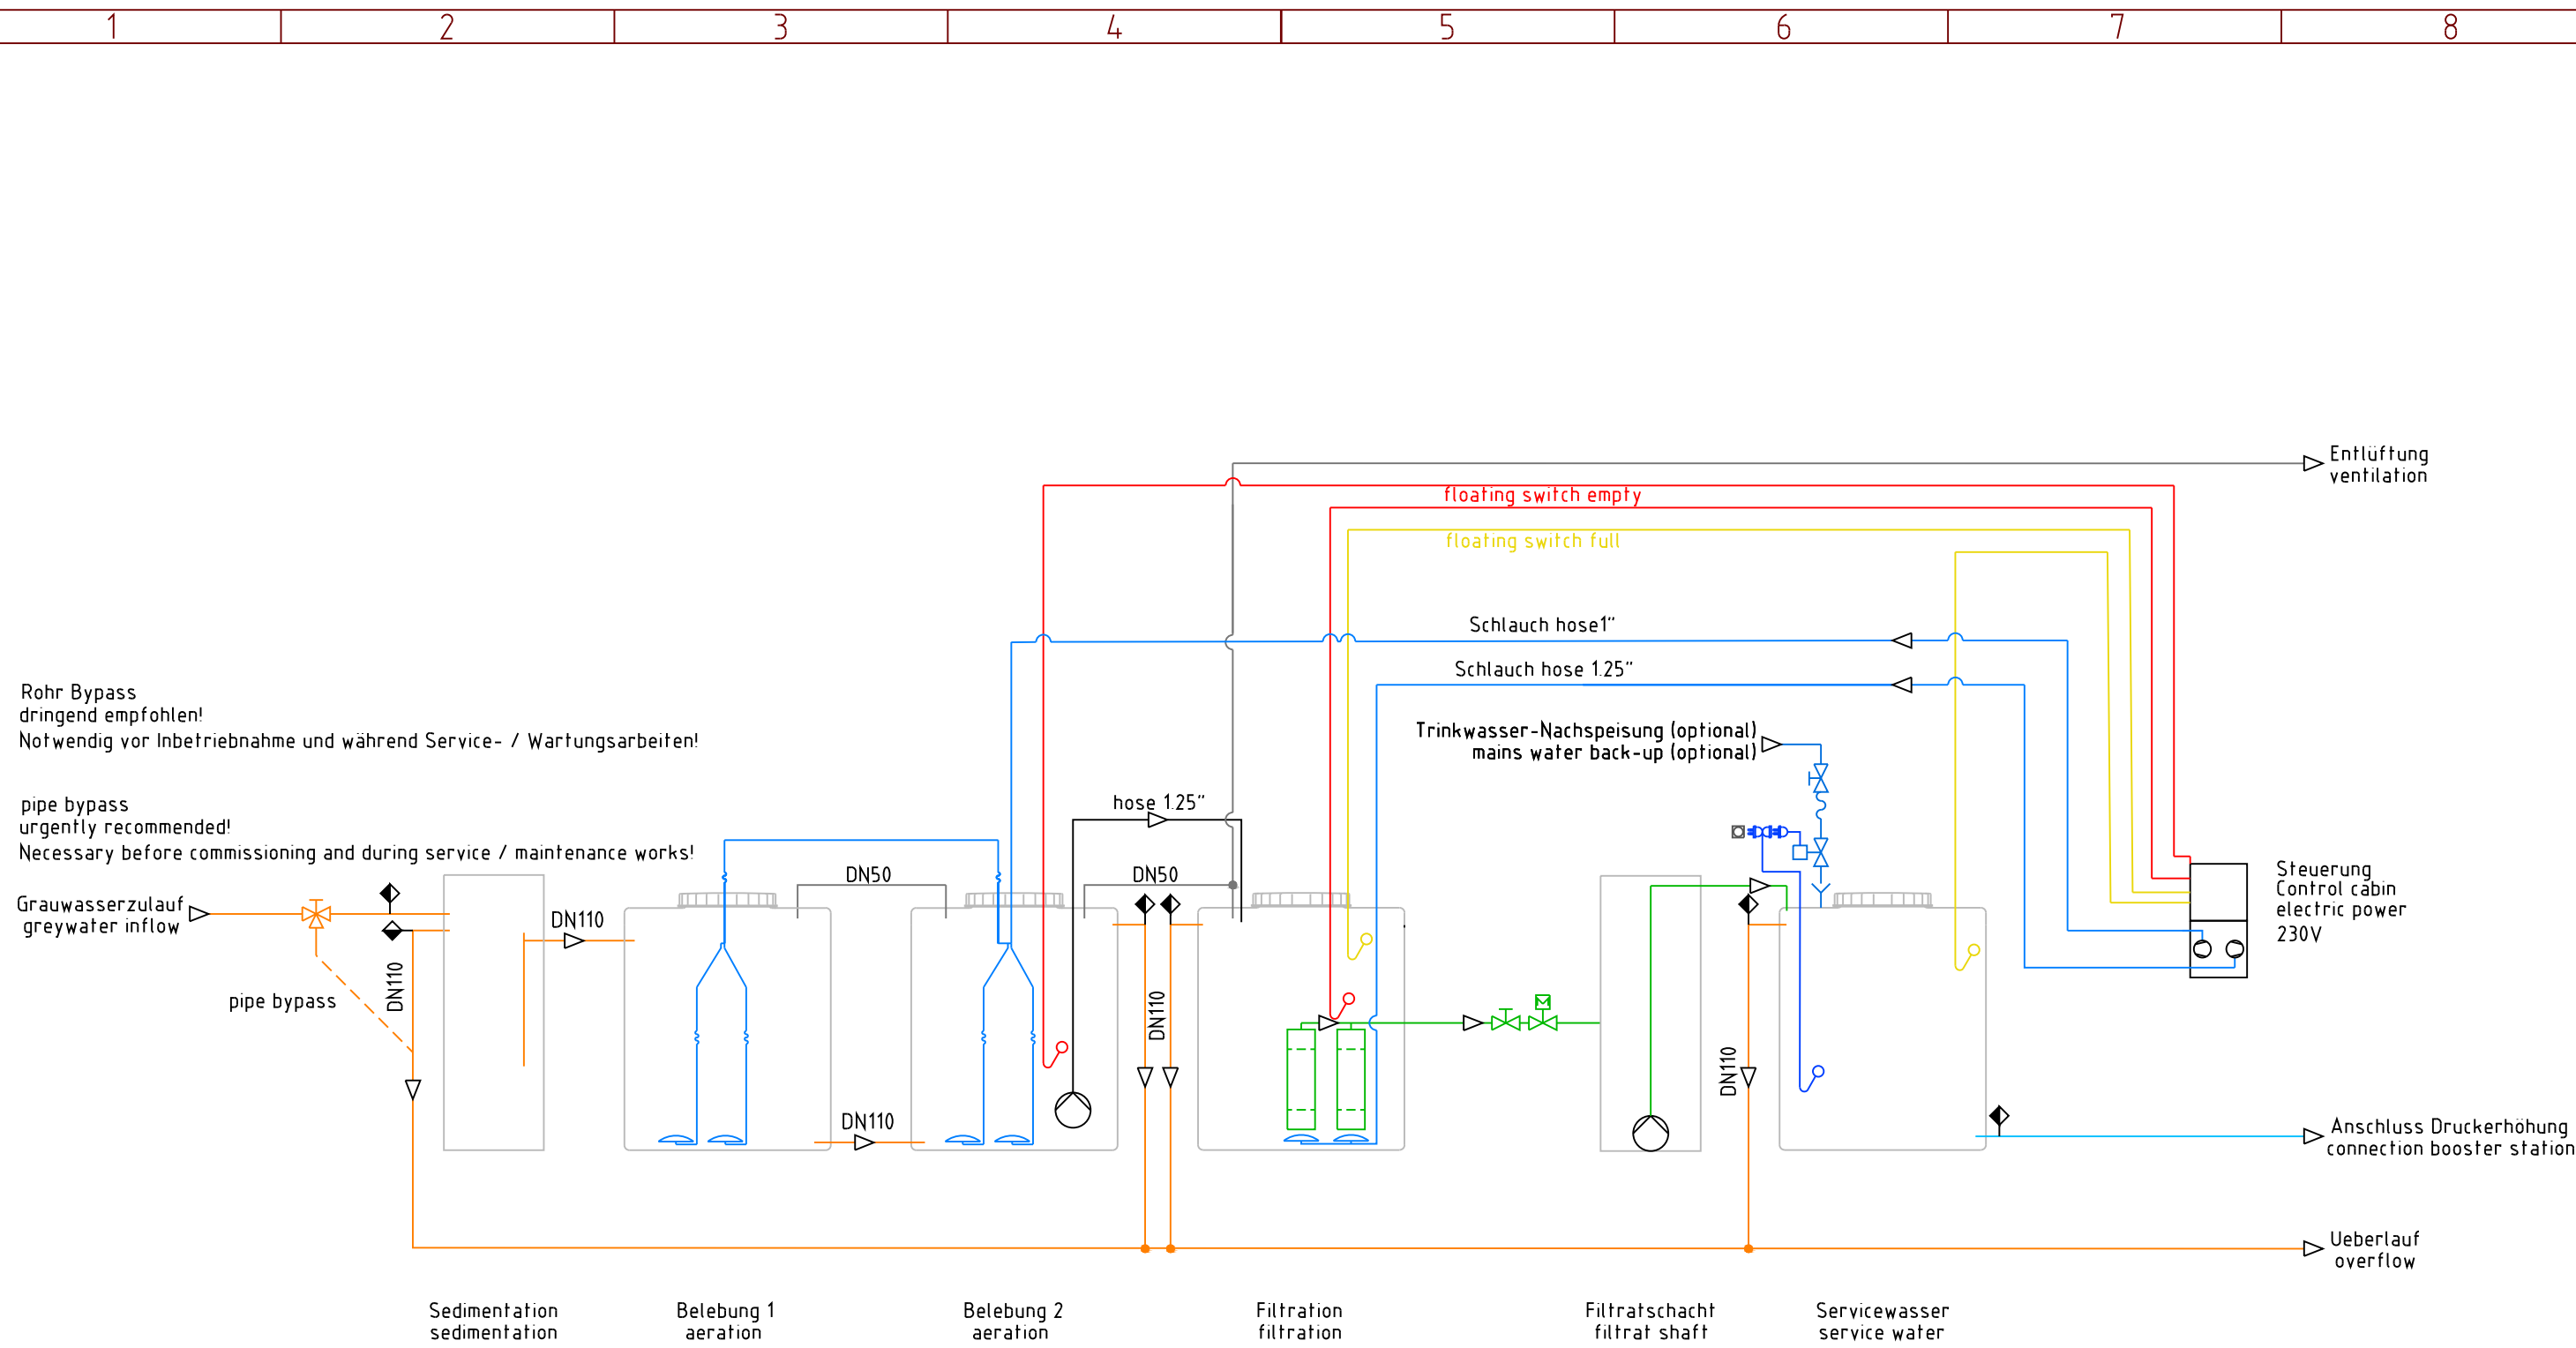 1 2 3 4 5 6 7 8
Entlüftung
ventilation
floating switch empty
floating switch full
Schlauch hose1"
Schlauch hose 1.25"
Rohr Bypass
dringend empfohlen!
Notwendig vor Inbetriebnahme und während Service- / Wartungsarbeiten!
Trinkwasser-Nachspeisung (optional)
mains water back-up (optional)
pipe bypass
urgently recommended!
Necessary before commissioning and during service / maintenance works!
hose 1.25"
DN50
DN50
Steuerung
Control cabin
electric power
230V
Grauwasserzulauf
greywater inflow
DN110
DN110
pipe bypass
DN110
M
DN110
DN110
Anschluss Druckerhöhung
connection booster station
Ueberlauf
overflow
Sedimentation
sedimentation
Belebung 1
aeration
Belebung 2
aeration
Filtration
filtration
Filtratschacht
filtrat shaft
Servicewasser
service water